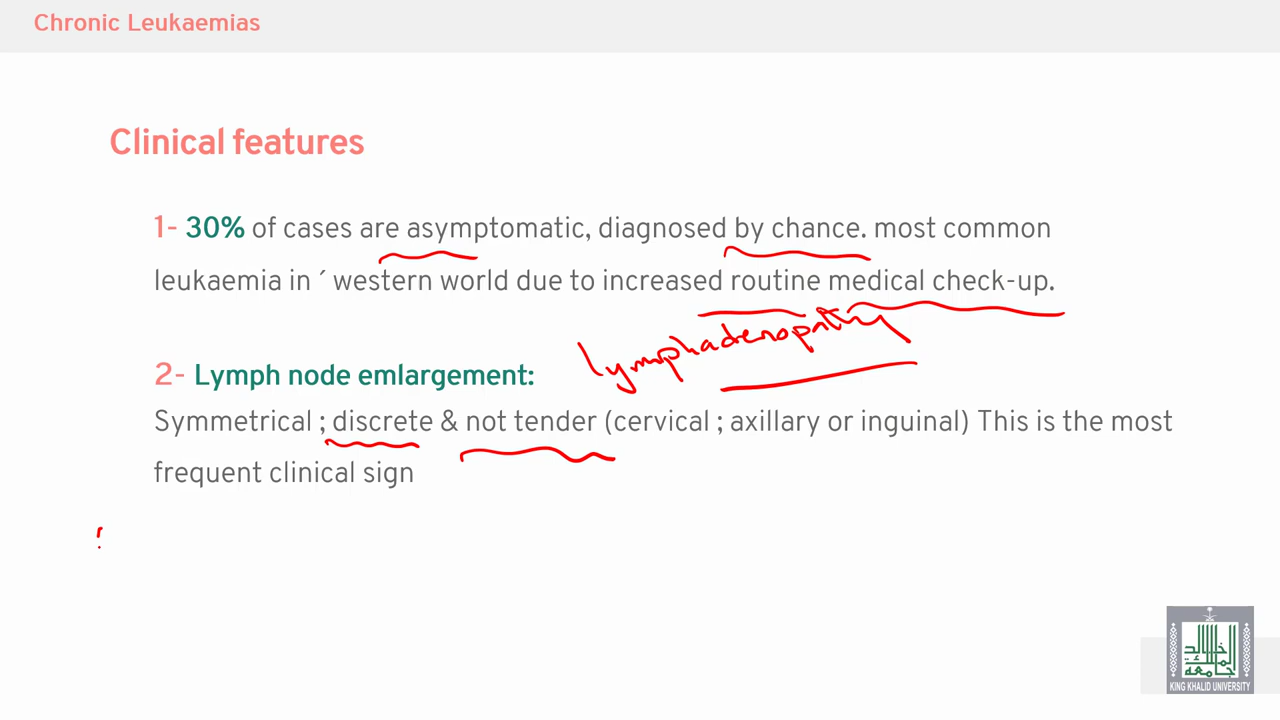 Chronic Leukaemias
Clinical features
1- 30% of cases are asymptomatic, diagnosed by chance. most common
leukaemia in ´ western world due to increased routine medical check-up.
lymphadenopathy
2- Lymph node emlargement:
Symmetrical ; discrete & not tender (cervical ; axillary or inguinal) This is the most
frequent clinical sign
KING KHALID UNIVERSITY